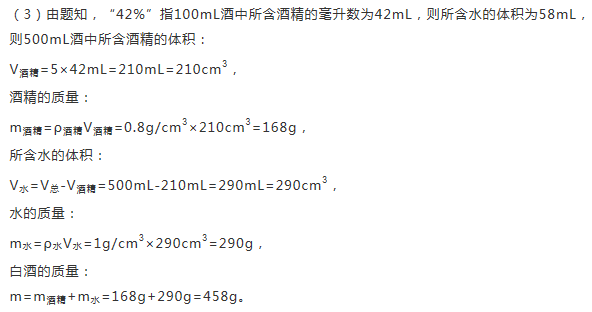 （3）由题知，“42%”指100mL酒中所含酒精的毫升数为42mL，则所含水的体积为58mL，
则500mL酒中所含酒精的体积：
V酒精=5×42mL=210mL=210cm³，
酒精的质量：
m酒精=ρ酒精V酒精=0.8g/cm³×210cm³=168g，
所含水的体积：
V水=V总-V酒精=500mL-210mL=290mL=290cm³，
水的质量：
m水=ρ水V水=1g/cm³×290cm³=290g，
白酒的质量：
m=m酒精+m水=168g+290g=458g。